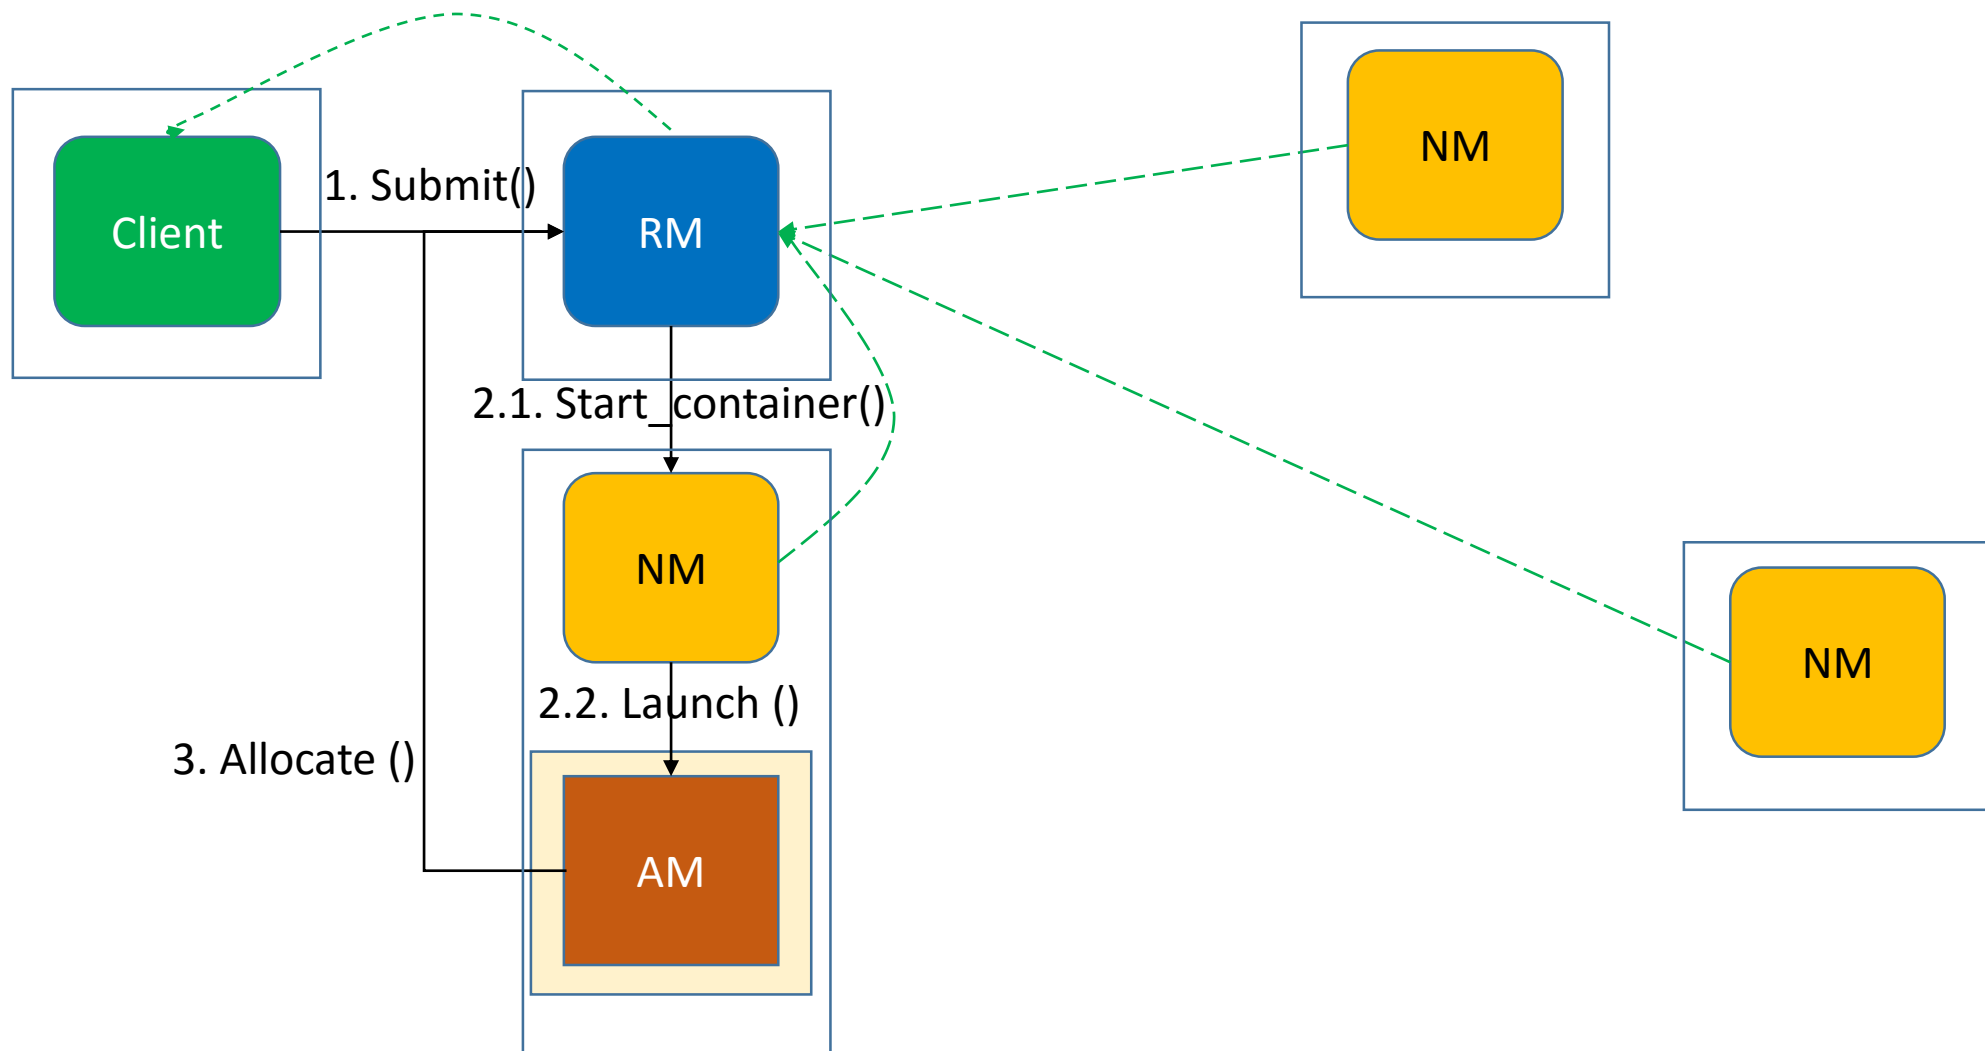 NM
1. Submit()
Client
RM
2.1. Start_container()
NM
NM
2.2. Launch ()
3. Allocate ()
AM